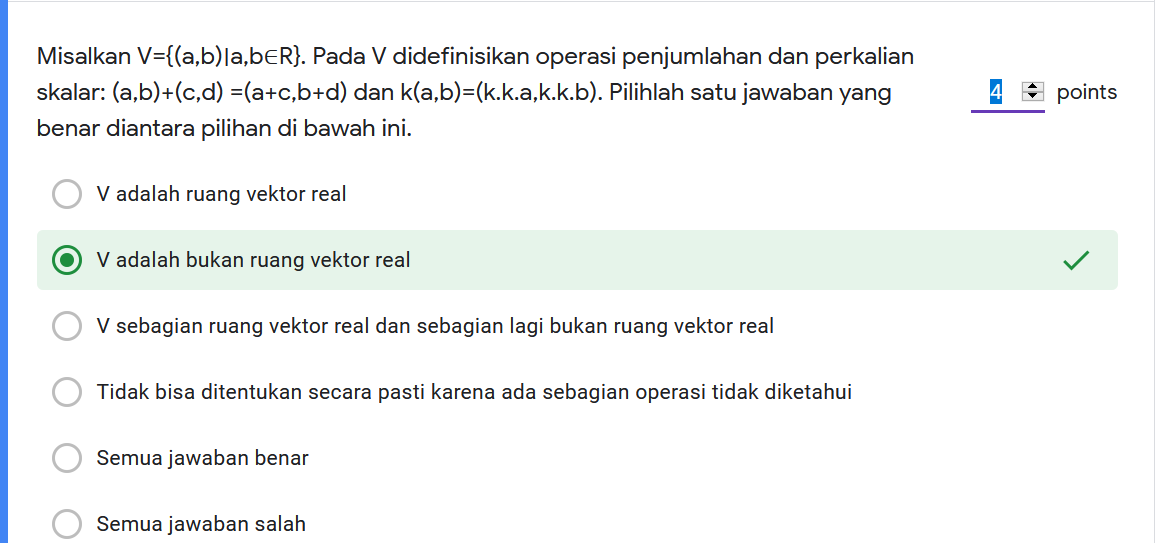 Misalkan V={(a,b)|a,b∈R}. Pada V didefinisikan operasi penjumlahan dan perkalian
skalar: (a,b)+(c,d) =(a+c,b+d) dan k(a,b)=(k.k.a,k.k.b). Pilihlah satu jawaban yang
benar diantara pilihan di bawah ini.
4 points
V adalah ruang vektor real
V adalah bukan ruang vektor real
V sebagian ruang vektor real dan sebagian lagi bukan ruang vektor real
Tidak bisa ditentukan secara pasti karena ada sebagian operasi tidak diketahui
Semua jawaban benar
Semua jawaban salah